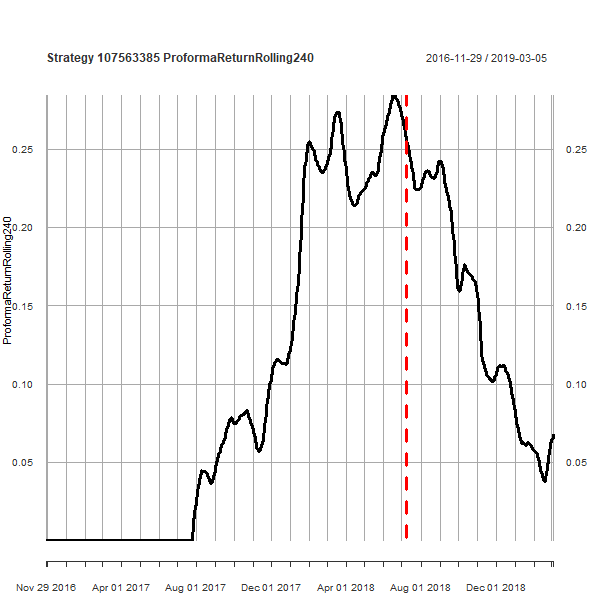 Strategy 107563385 ProformaReturnRolling240
2016-11-29 / 2019-03-05
0.25
0.25
0.20
0.20
ProformaReturnRolling240
0.15
0.15
0.10
0.10
0.05
0.05
Nov 29 2016
Apr 01 2017
Aug 01 2017
Dec 01 2017
Apr 01 2018
Aug 01 2018
Dec 01 2018